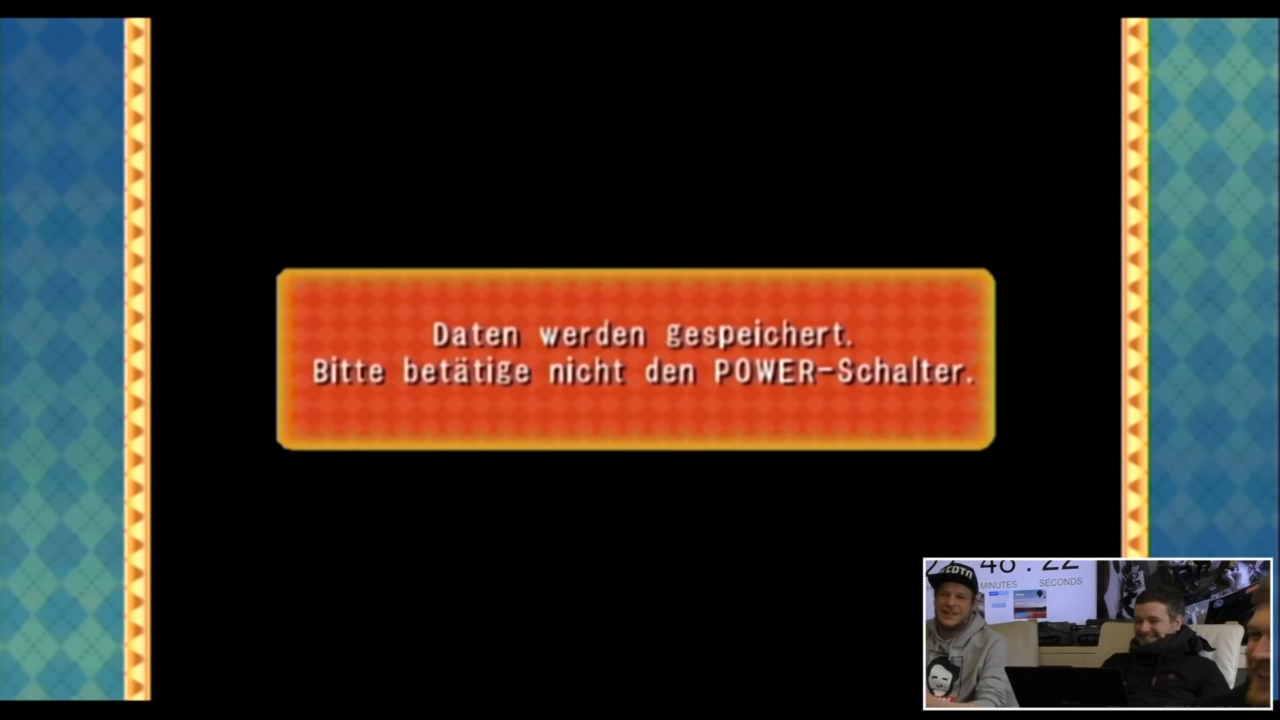 Daten werden gespeichert.
Bitte betätige nicht den POWER-Schalter.
MINUTES SECONDS